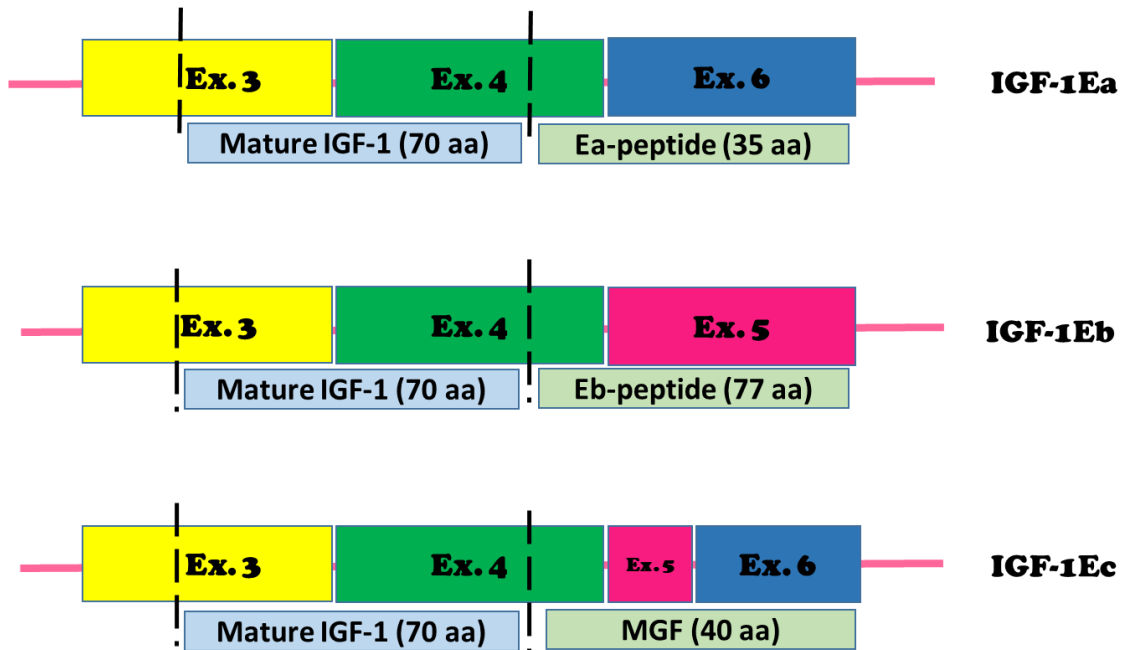 Ex. 3 Ex. 4 Ex. 6 IGF-1Ea
Mature IGF-1 (70 aa) Ea-peptide (35 aa)
Ex. 3 Ex. 4 Ex. 5 IGF-1Eb
Mature IGF-1 (70 aa) Eb-peptide (77 aa)
Ex. 3 Ex. 4 Ex. 5 Ex. 6 IGF-1Ec
Mature IGF-1 (70 aa) MGF (40 aa)